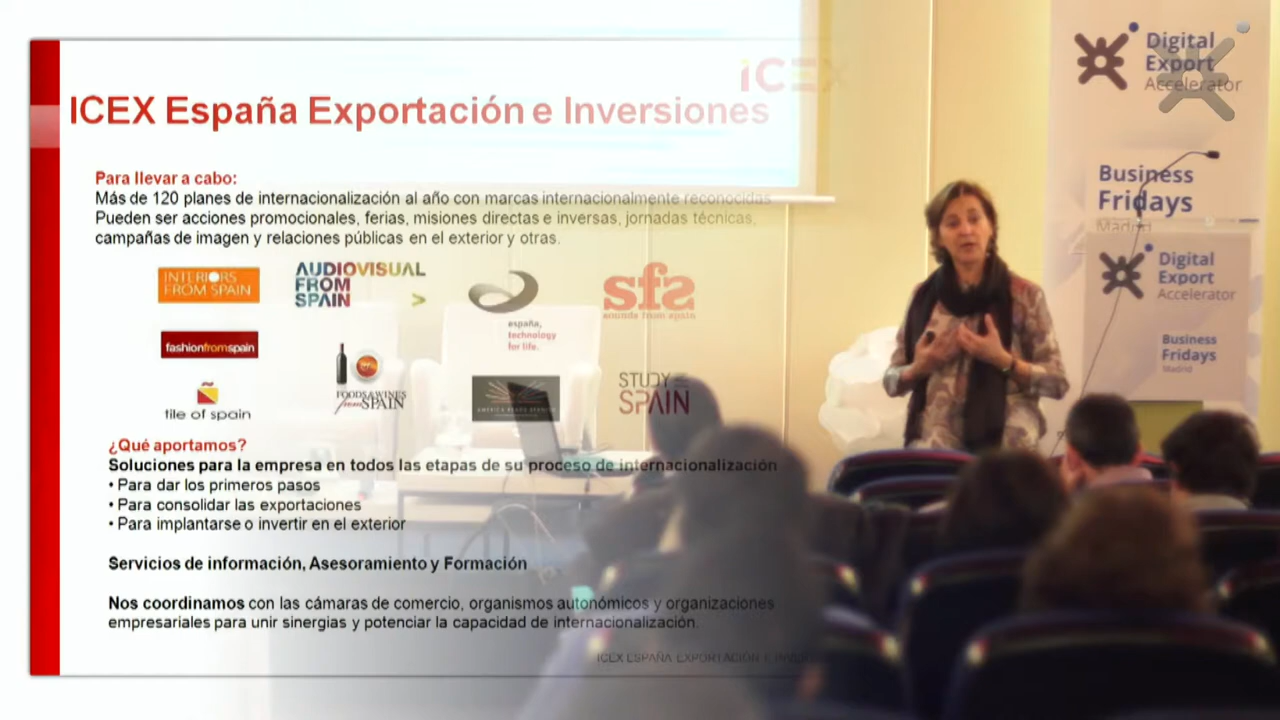 ICEX
ICEX España Exportación e Inversiones
Para llevar a cabo:
Más de 120 planes de internacionalización al año con marcas internacionalmente reconocidas
Pueden ser acciones promocionales, ferias, misiones directas e inversas, jornadas técnicas,
campañas de imagen y relaciones públicas en el exterior y otras.
INTERIORS
FROM SPAIN
AUDIOVISUAL
FROM
SPAIN
españa,
technology
for life.
sfs
sounds from spain
fashionfromspain
tile of spain
FOODS & WINES
from SPAIN
AMERICA READS SPANISH
STUDY IN
SPAIN
¿Qué aportamos?
Soluciones para la empresa en todos las etapas de su proceso de internacionalización
• Para dar los primeros pasos
• Para consolidar las exportaciones
• Para implantarse o invertir en el exterior
Servicios de información, Asesoramiento y Formación
Nos coordinamos con las cámaras de comercio, organismos autonómicos y organizaciones
empresariales para unir sinergias y potenciar la capacidad de internacionalización.
ICEX ESPAÑA EXPORTACIÓN E
Digital
Export
Accelerator
Business
Fridays
Madrid
Digital
Export
Accelerator
Business
Fridays
Madrid